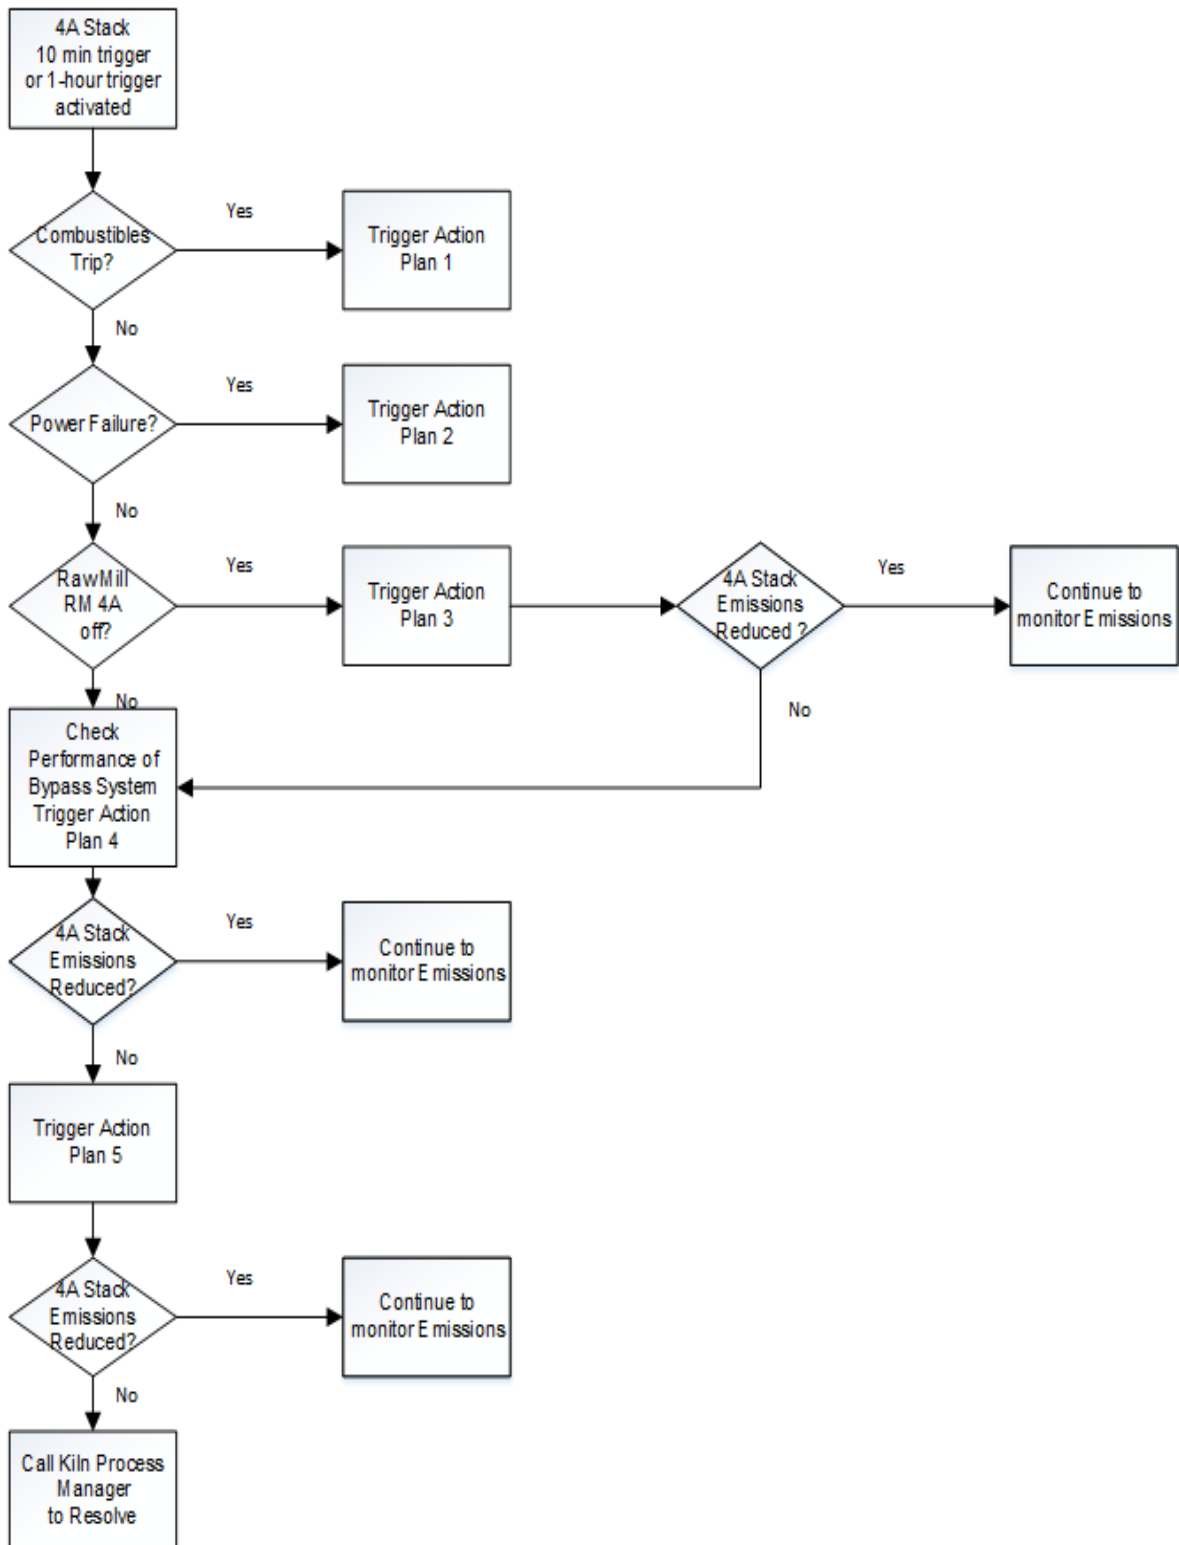 4A Stack
10 min trigger
or 1-hour trigger
activated
Combustibles
Trip?
Yes
Trigger Action
Plan 1
No
Power Failure?
Yes
Trigger Action
Plan 2
No
Raw Mill
RM 4A
off?
Yes
Trigger Action
Plan 3
4A Stack
Emissions
Reduced ?
Yes
Continue to
monitor Emissions
No
No
Check
Performance of
Bypass System
Trigger Action
Plan 4
4A Stack
Emissions
Reduced?
Yes
Continue to
monitor Emissions
No
Trigger Action
Plan 5
4A Stack
Emissions
Reduced?
Yes
Continue to
monitor Emissions
No
Call Kiln Process
Manager
to Resolve